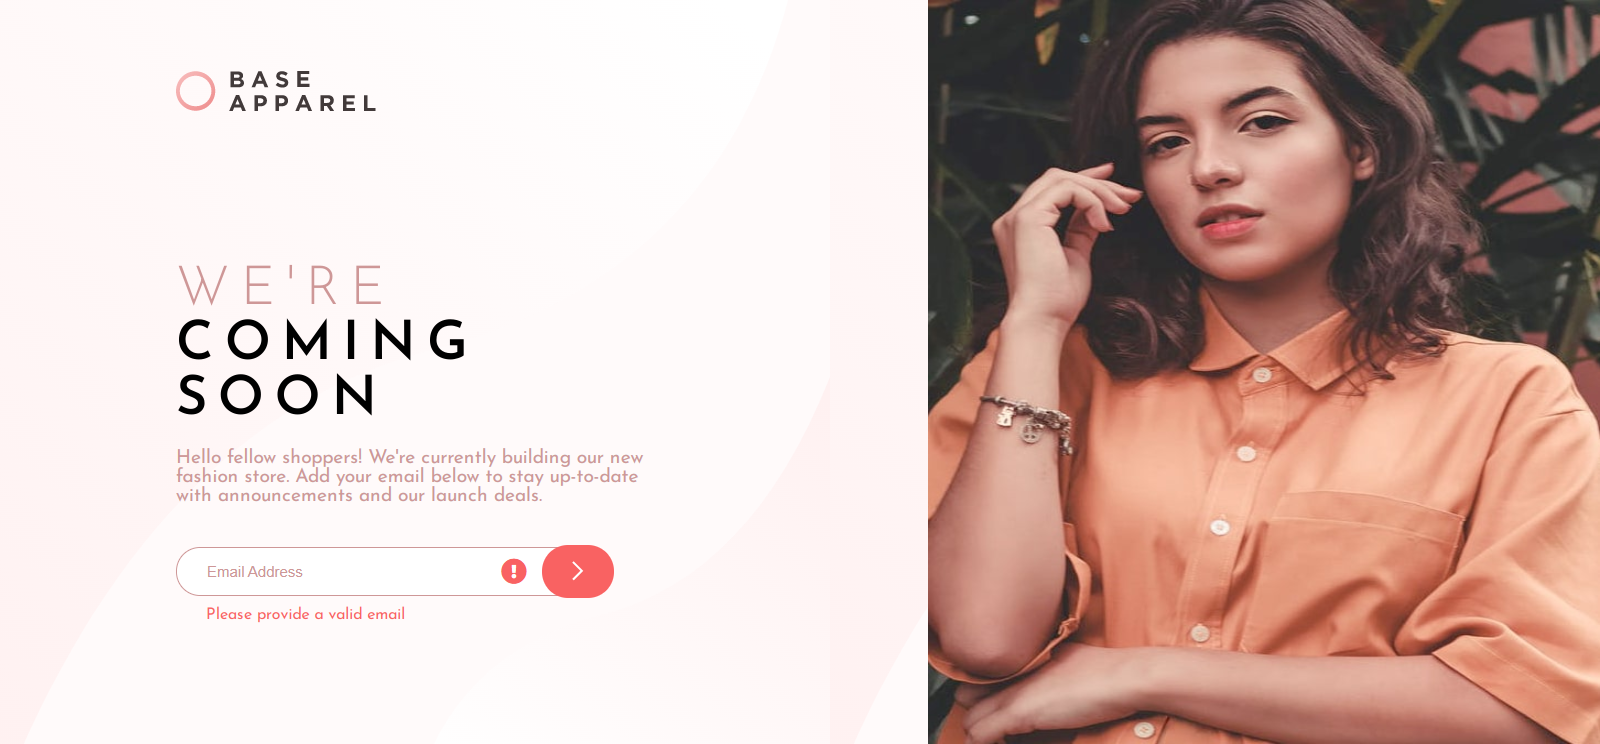 BASE
APPAREL
WE'RE
COMING
SOON
Hello fellow shoppers! We're currently building our new
fashion store. Add your email below to stay up-to-date
with announcements and our launch deals.
Email Address
Please provide a valid email